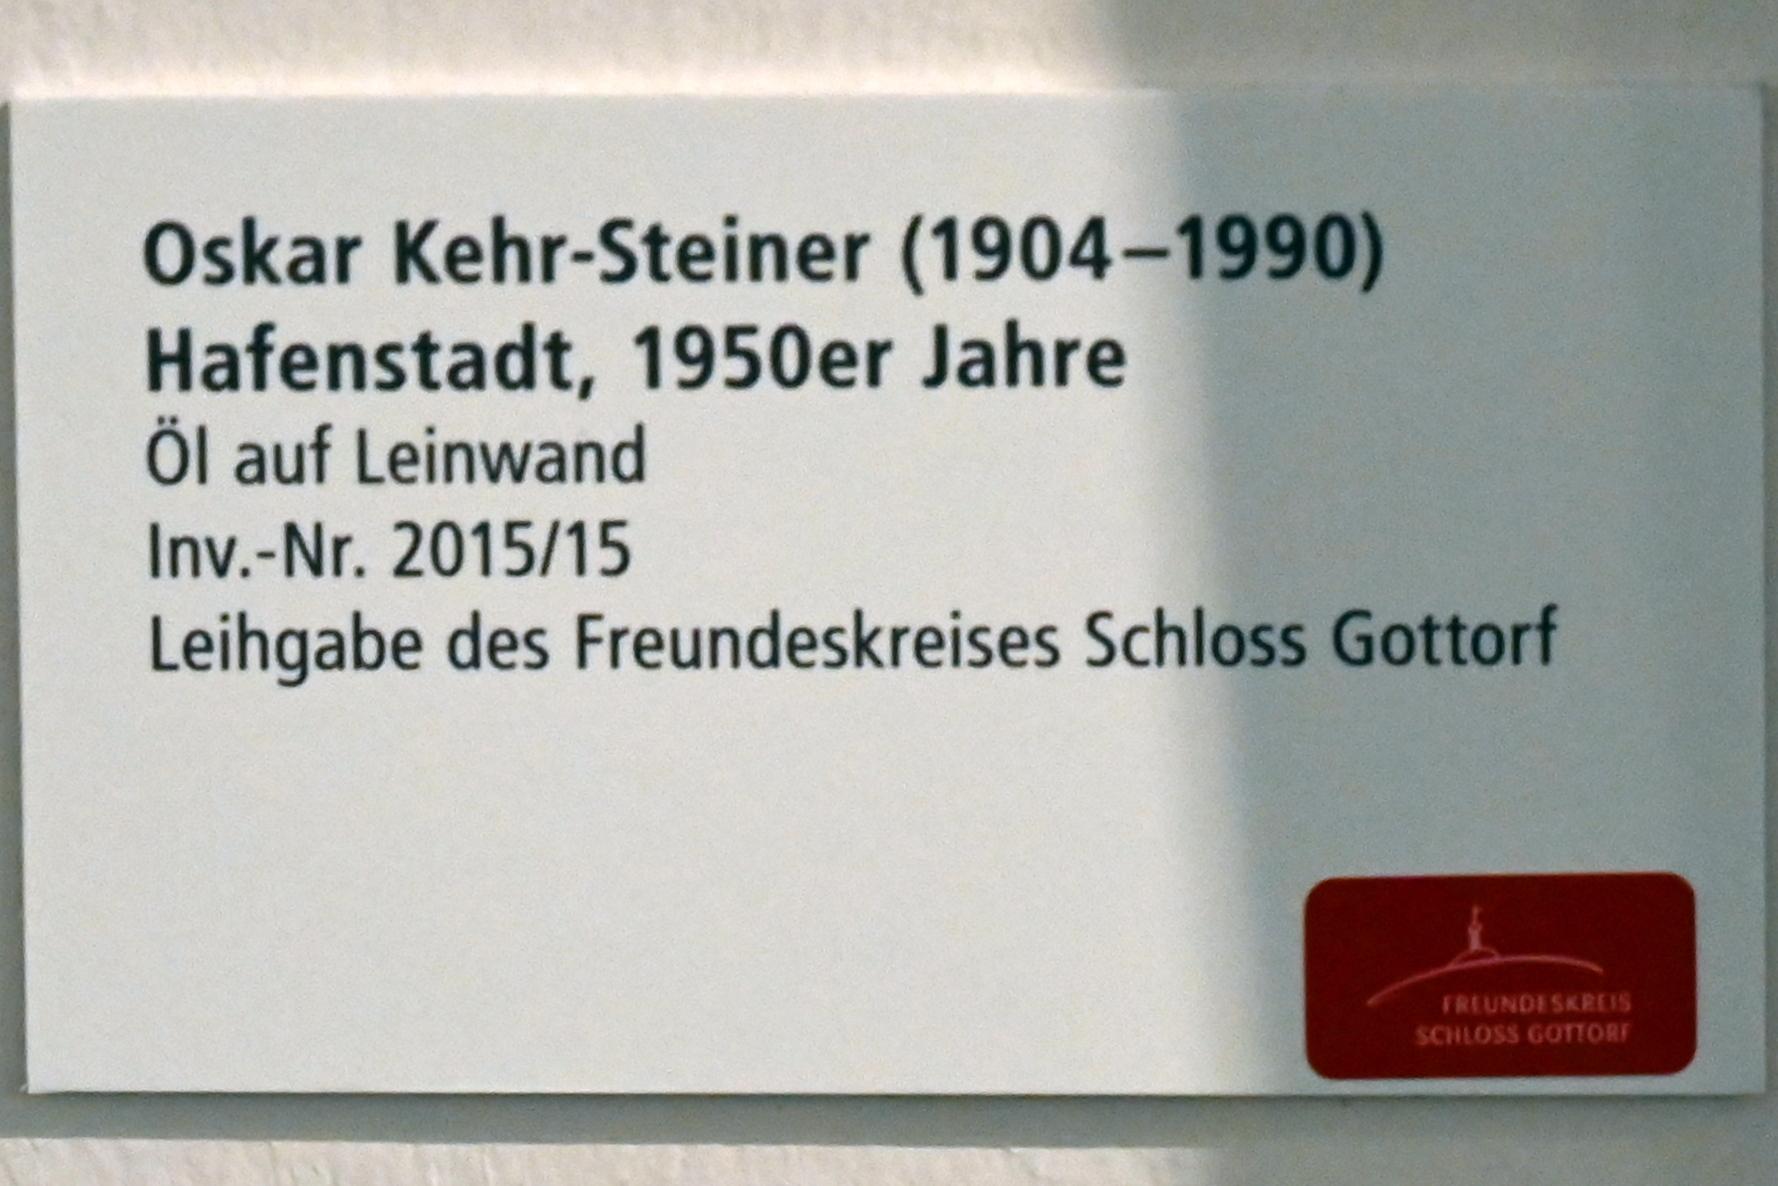 Oskar Kehr-Steiner (1904–1990)
Hafenstadt, 1950er Jahre
Öl auf Leinwand
Inv.-Nr. 2015/15
Leihgabe des Freundeskreises Schloss Gottorf
FREUNDESKREIS
SCHLOSS GOTTORF